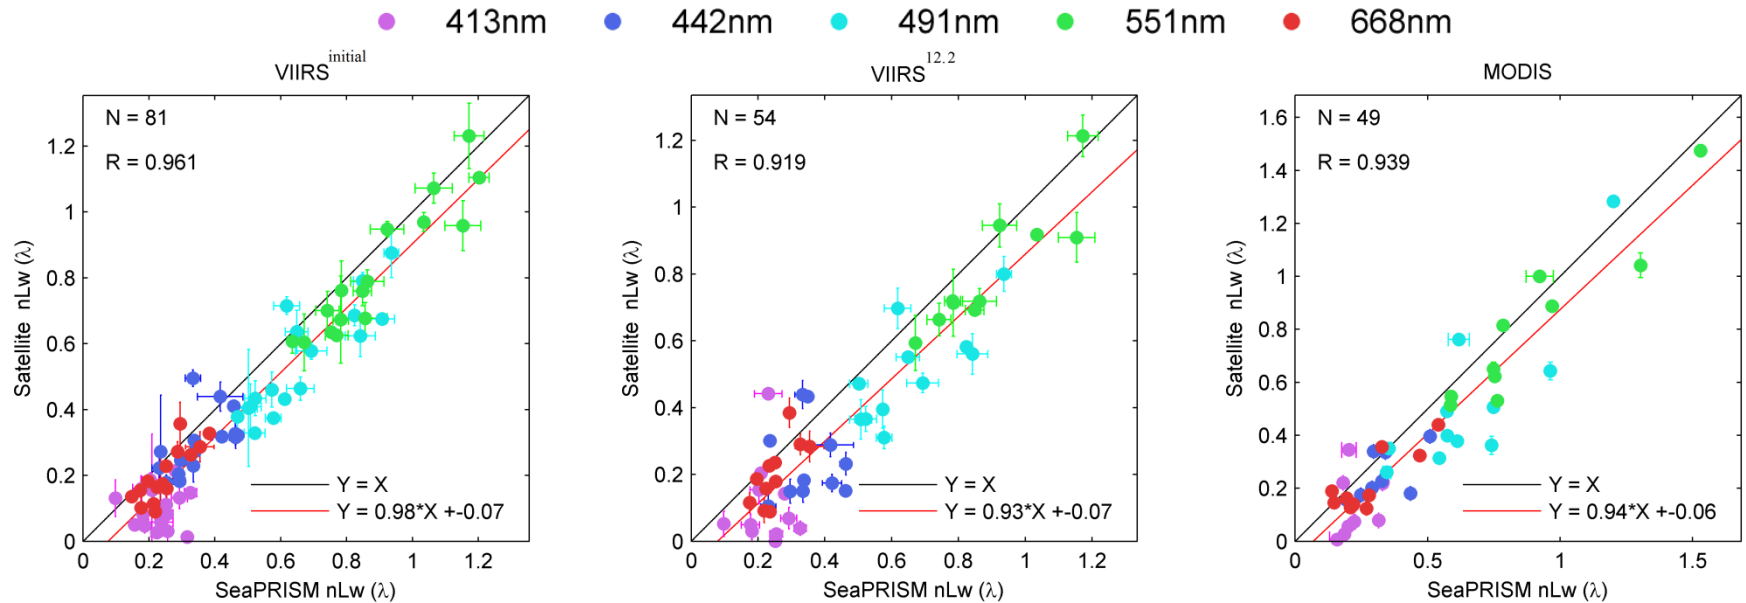 413nm 442nm 491nm 551nm 668nm
VIIRS initial
N = 81
R = 0.961
Satellite nLw (λ)
1.2
1
0.8
0.6
0.4
0.2
0
Y = X
Y = 0.98*X +-0.07
0 0.2 0.4 0.6 0.8 1 1.2
SeaPRISM nLw (λ)
VIIRS 12.2
N = 54
R = 0.919
Satellite nLw (λ)
1.2
1
0.8
0.6
0.4
0.2
0
Y = X
Y = 0.93*X +-0.07
0 0.2 0.4 0.6 0.8 1 1.2
SeaPRISM nLw (λ)
MODIS
N = 49
R = 0.939
Satellite nLw (λ)
1.6
1.4
1.2
1
0.8
0.6
0.4
0.2
0
Y = X
Y = 0.94*X +-0.06
0 0.5 1 1.5
SeaPRISM nLw (λ)